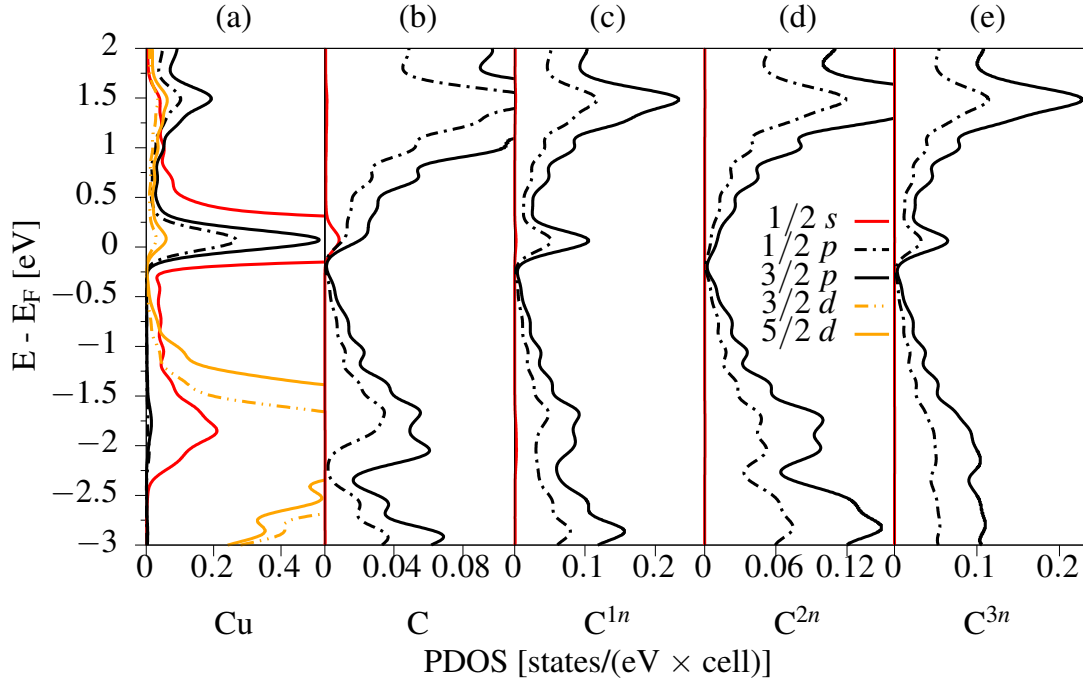 (a) (b) (c) (d) (e)
2
1.5
1
0.5
0
−0.5
−1
−1.5
−2
−2.5
−3
E - E_F [eV]
1/2 s
1/2 p
3/2 p
3/2 d
5/2 d
0 0.2 0.4 0 0.04 0.08 0 0.1 0.2 0 0.06 0.12 0 0.1 0.2
Cu C C^{1n} C^{2n} C^{3n}
PDOS [states/(eV × cell)]